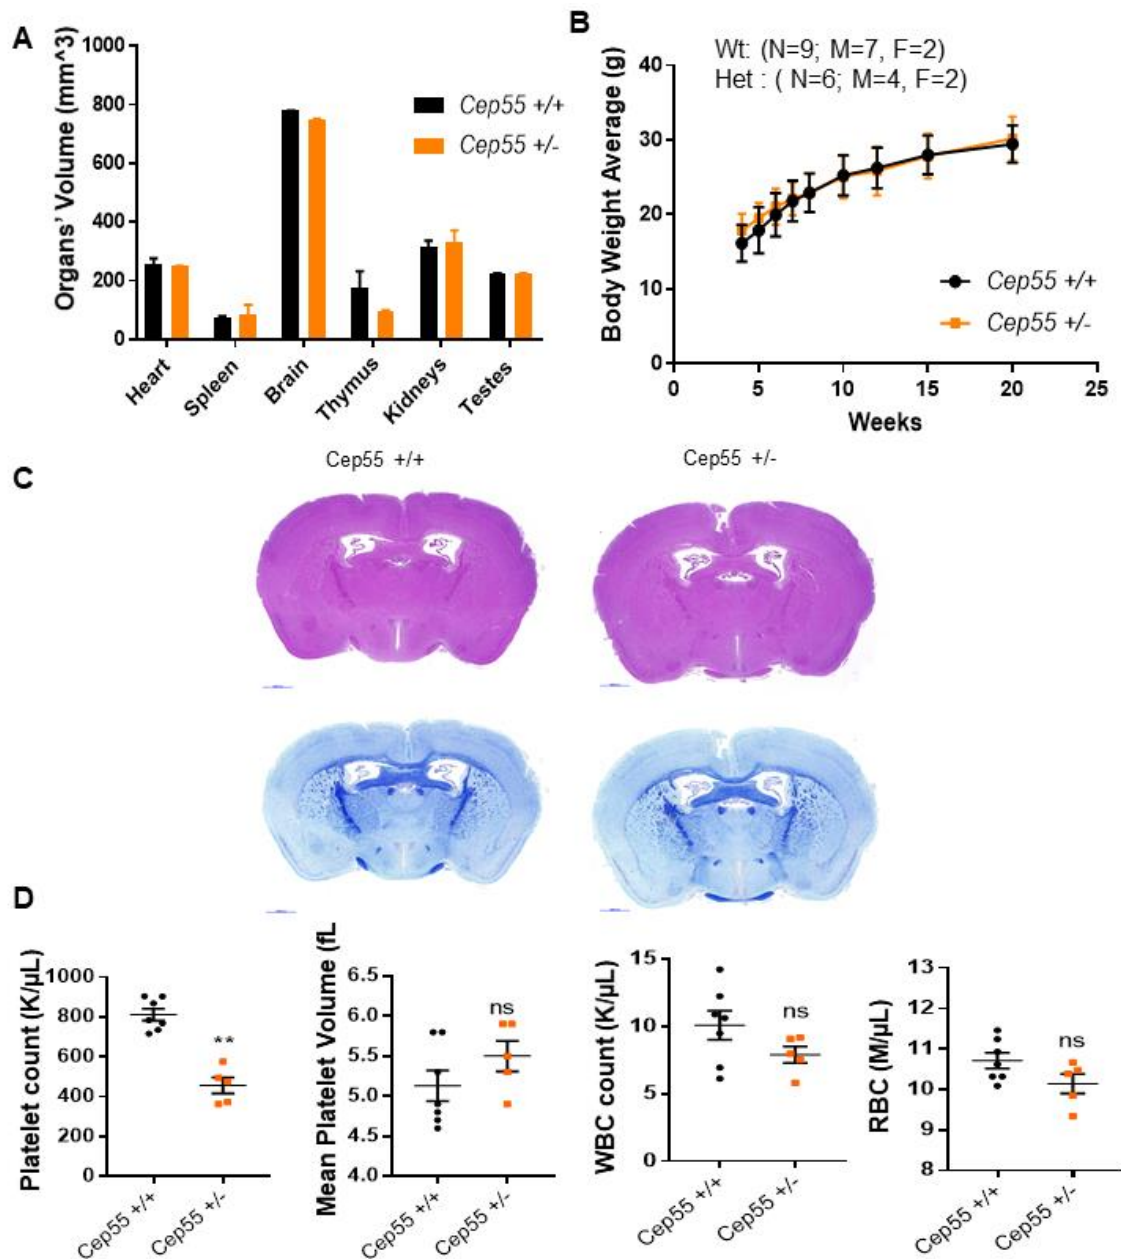 A
Organs' Volume (mm^3)
1000
800
600
400
200
0
Heart
Spleen
Brain
Thymus
Kidneys
Testes
Cep55 +/+
Cep55 +/-
B
Wt: (N=9; M=7, F=2)
Het : ( N=6; M=4, F=2)
Body Weight Average (g)
40
30
20
10
0
0 5 10 15 20 25
Weeks
Cep55 +/+
Cep55 +/-
C
Cep55 +/+
Cep55 +/-
D
Platelet count (K/µL)
1000
800
600
400
200
0
**
Cep55 +/+
Cep55 +/-
Mean Platelet Volume (fL
6.5
6.0
5.5
5.0
4.5
4.0
ns
Cep55 +/+
Cep55 +/-
WBC count (K/µL)
15
10
5
0
ns
Cep55 +/+
Cep55 +/-
RBC (M/µL)
13
12
11
10
9
8
ns
Cep55 +/+
Cep55 +/-